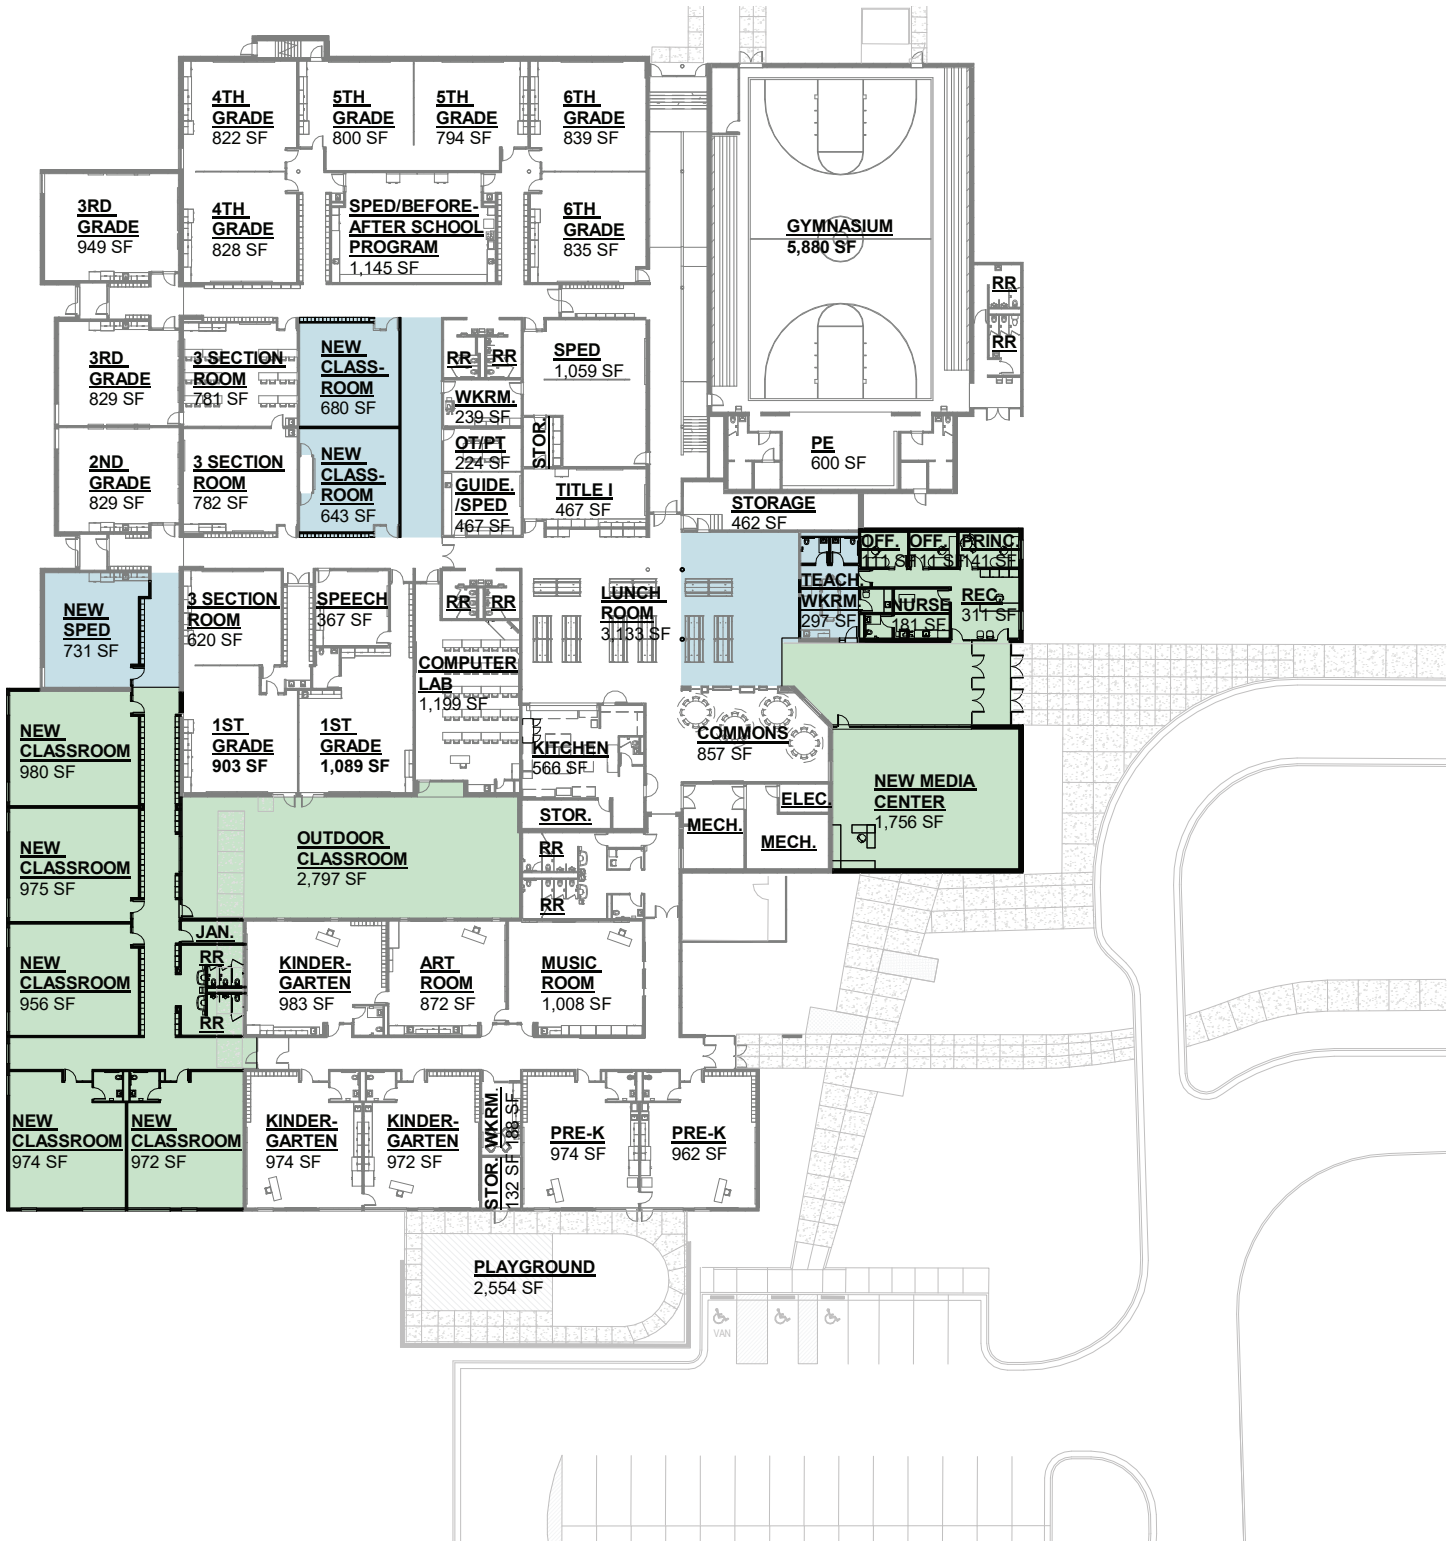 4TH
GRADE
822 SF
5TH
GRADE
800 SF
5TH
GRADE
794 SF
6TH
GRADE
839 SF
3RD
GRADE
949 SF
4TH
GRADE
828 SF
SPED/BEFORE-
AFTER SCHOOL
PROGRAM
1,145 SF
6TH
GRADE
835 SF
GYMNASIUM
5,880 SF
RR
RR
3RD
GRADE
829 SF
3 SECTION
ROOM
781 SF
NEW
CLASS-
ROOM
680 SF
RR
RR
SPED
1,059 SF
WKRM.
239 SF
2ND
GRADE
829 SF
3 SECTION
ROOM
782 SF
NEW
CLASS-
ROOM
643 SF
OT/PT
224 SF
STOR.
GUIDE.
/SPED
467 SF
TITLE I
467 SF
PE
600 SF
STORAGE
462 SF
OFF.
111 SF
OFF.
111 SF
PRINC.
141 SF
TEACH
WKRM.
297 SF
NURSE
181 SF
REC.
311 SF
NEW
SPED
731 SF
3 SECTION
ROOM
620 SF
SPEECH
367 SF
RR
RR
LUNCH
ROOM
3,133 SF
COMPUTER
LAB
1,199 SF
NEW
CLASSROOM
980 SF
1ST
GRADE
903 SF
1ST
GRADE
1,089 SF
KITCHEN
566 SF
COMMONS
857 SF
NEW MEDIA
CENTER
1,756 SF
STOR.
MECH.
ELEC.
MECH.
NEW
CLASSROOM
975 SF
OUTDOOR
CLASSROOM
2,797 SF
RR
RR
JAN.
NEW
CLASSROOM
956 SF
RR
RR
KINDER-
GARTEN
983 SF
ART
ROOM
872 SF
MUSIC
ROOM
1,008 SF
NEW
CLASSROOM
974 SF
NEW
CLASSROOM
972 SF
KINDER-
GARTEN
974 SF
KINDER-
GARTEN
972 SF
WKRM.
188 SF
STOR.
132 SF
PRE-K
974 SF
PRE-K
962 SF
PLAYGROUND
2,554 SF
VAN